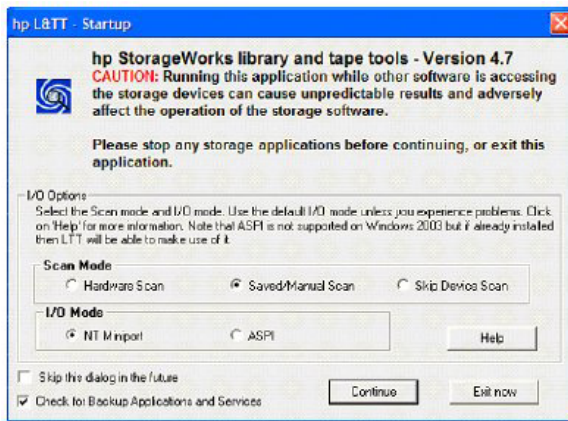 hp L&TT - Startup
hp StorageWorks library and tape tools - Version 4.7
CAUTION: Running this application while other software is accessing
the storage devices can cause unpredictable results and adversely
affect the operation of the storage software.
Please stop any storage applications before continuing, or exit this
application.
I/O Options
Select the Scan mode and I/O mode. Use the default I/O mode unless you experience problems. Click
on 'Help' for more information. Note that ASPI is not supported on Windows 2003 but if already installed
then LTT will be able to make use of it.
Scan Mode
Hardware Scan
Saved/Manual Scan
Skip Device Scan
I/O Mode
NT Miniport
ASPI
Help
Skip this dialog in the future
Check for Backup Applications and Services
Continue
Exit now